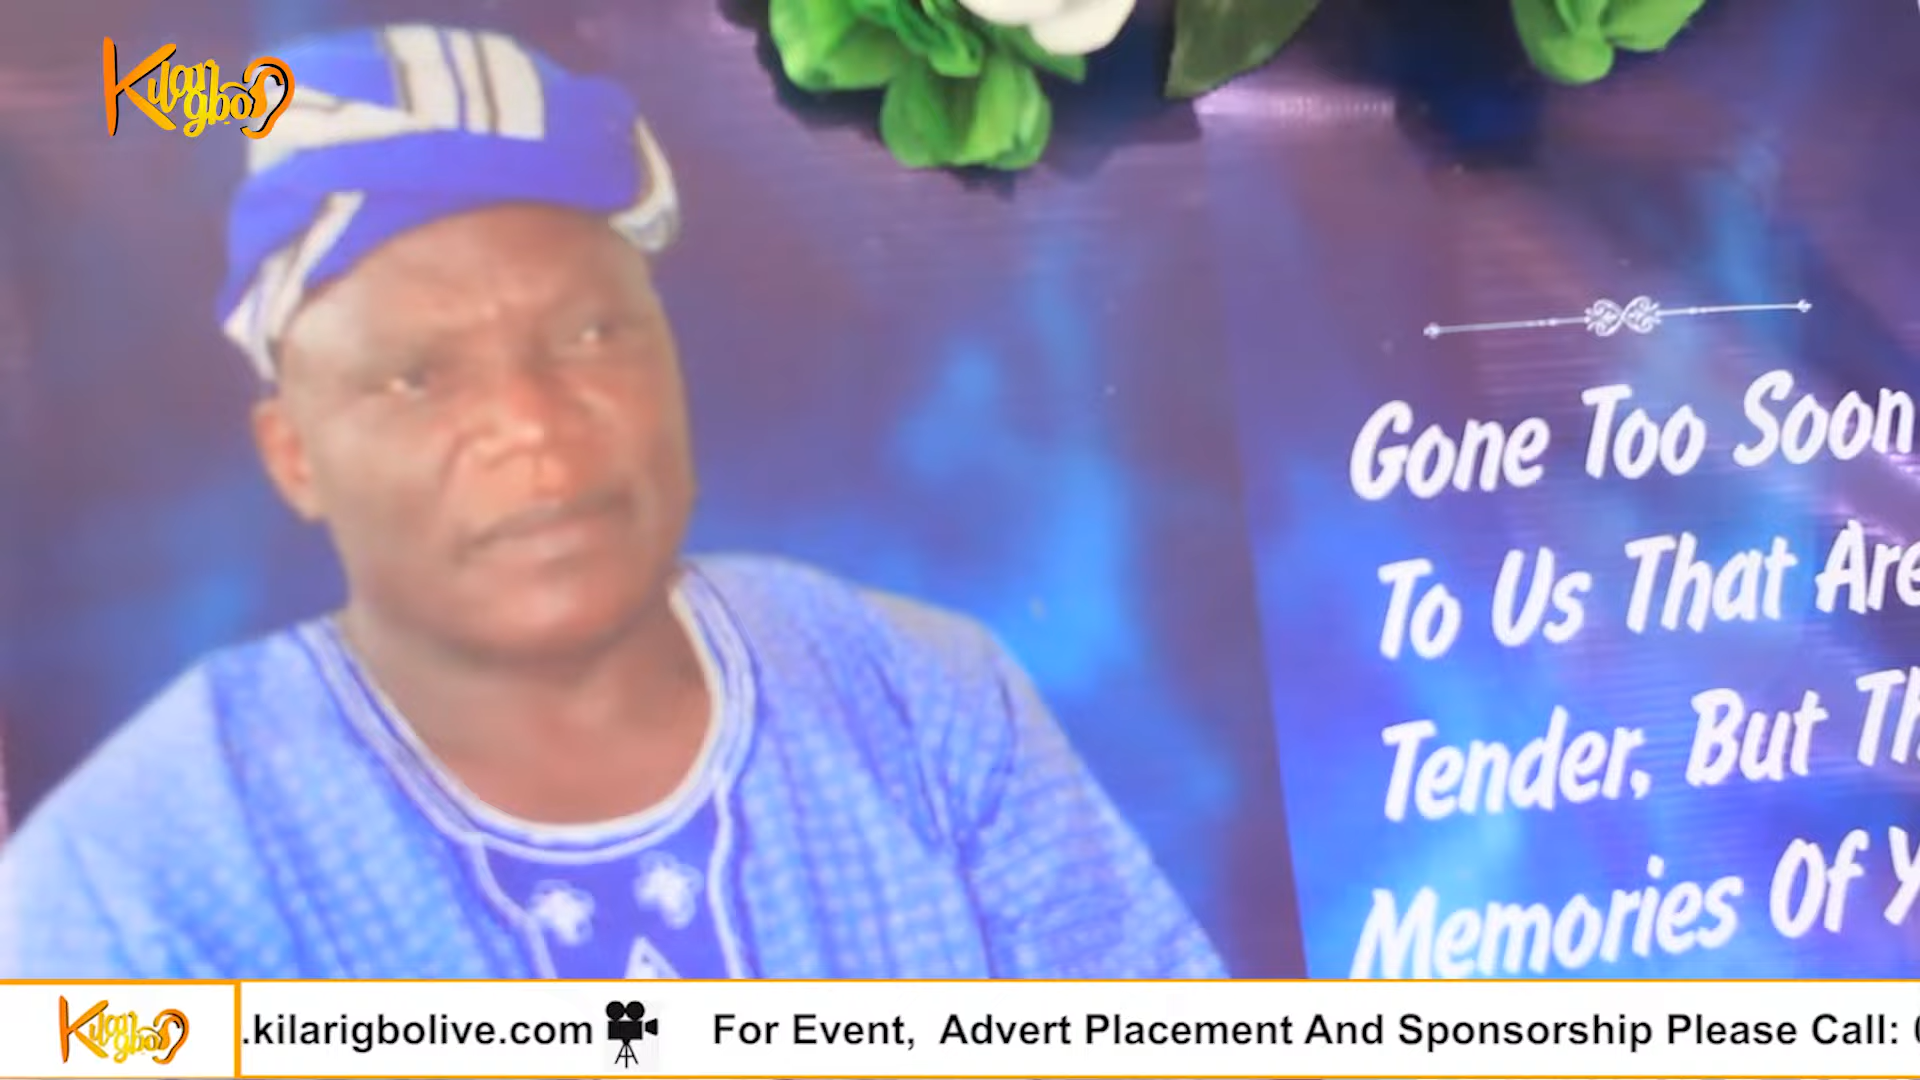 Kilarigbo
Gone Too Soon
To Us That Are
Tender, But
Memories Of
Kilarigbo
.kilarigbolive.com For Event, Advert Placement And Sponsorship Please Call: